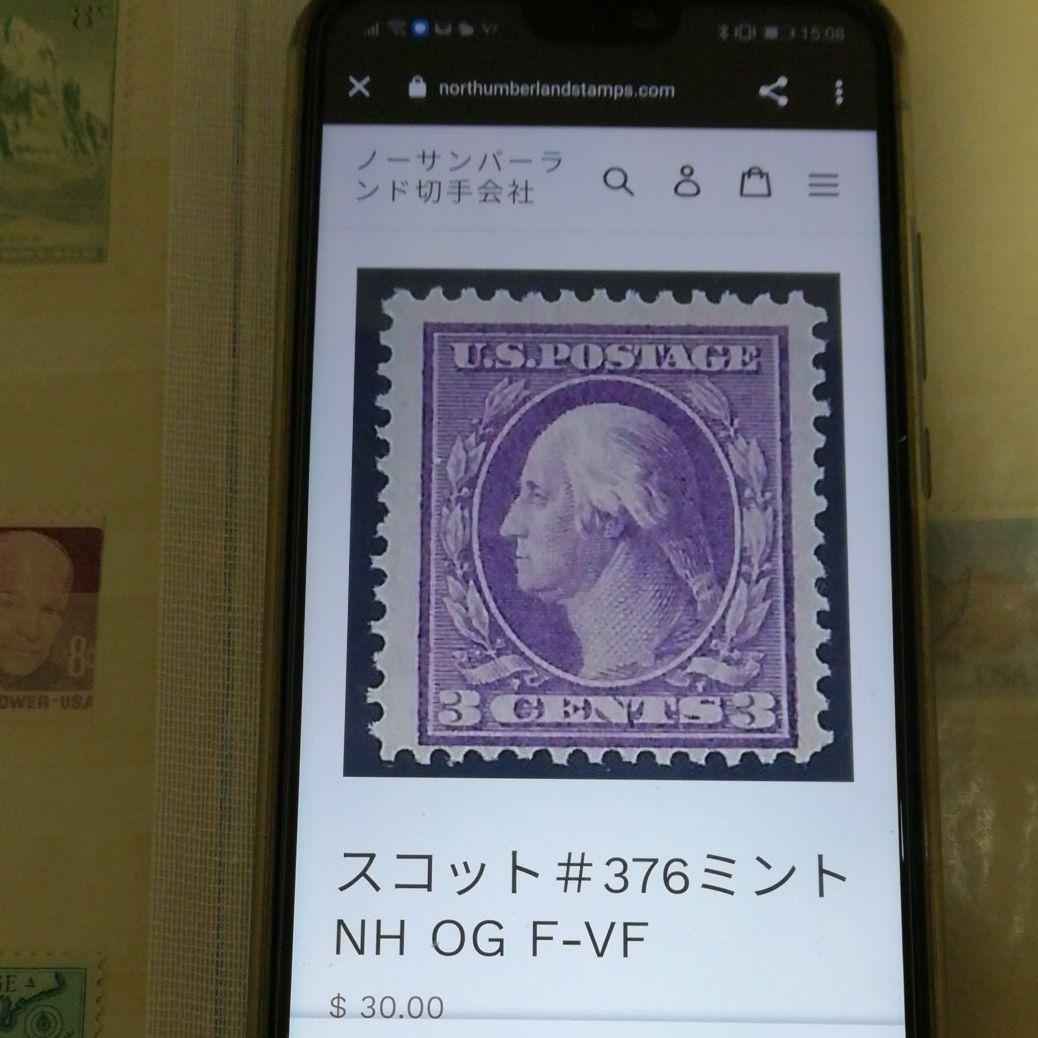 15:08
northumberlandstamps.com
ノーサンバーラ
ンド切手会社
U.S.POSTAGE
3 CENTS 3
スコット＃376ミント
NH OG F-VF
$ 30.00
8¢
OWER·USA